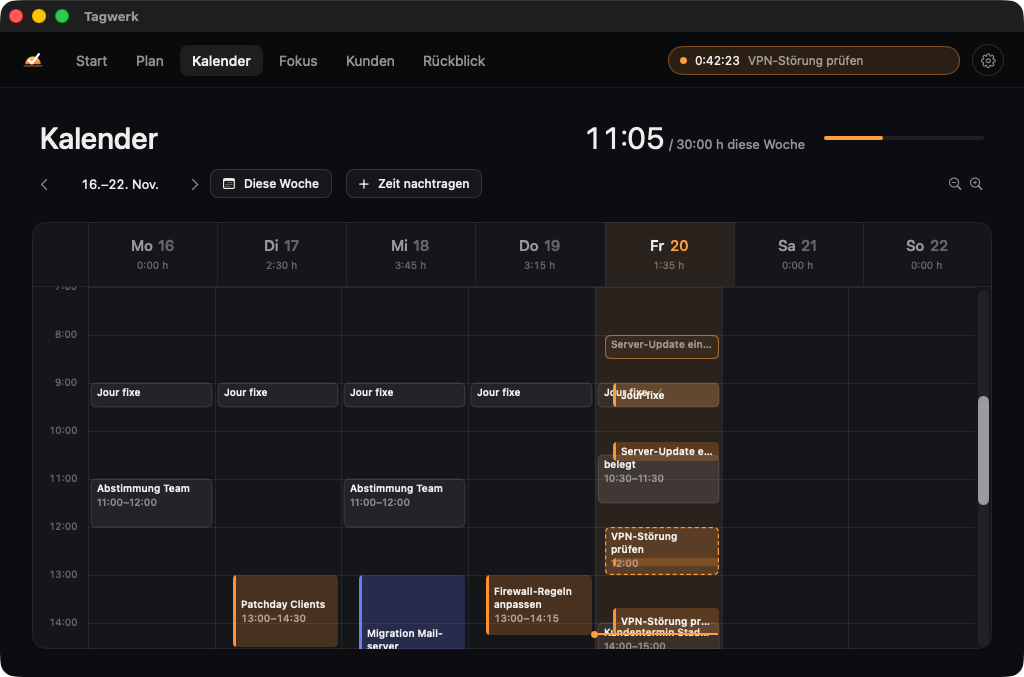 Tagwerk
Start Plan Kalender Fokus Kunden Rückblick
0:42:23 VPN-Störung prüfen
Kalender
11:05 / 30:00 h diese Woche
16.–22. Nov.
Diese Woche
Zeit nachtragen
Mo 16 Di 17 Mi 18 Do 19 Fr 20 Sa 21 So 22
0:00 h 2:30 h 3:45 h 3:15 h 1:35 h 0:00 h 0:00 h
7:00
8:00
Server-Update ein...
9:00
Jour fixe Jour fixe Jour fixe Jour fixe Jour fixe
Jour fixe
10:00
Server-Update e...
belegt
10:30–11:30
11:00
Abstimmung Team
11:00–12:00
Abstimmung Team
11:00–12:00
12:00
VPN-Störung
prüfen
12:00
13:00
Patchday Clients
13:00–14:30
Migration Mail-
server
Firewall-Regeln
anpassen
13:00–14:15
14:00
VPN-Störung pr...
Kundentermin Stad...
14:00–15:00